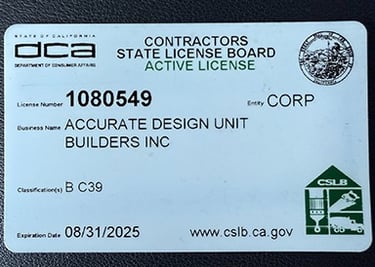 STATE OF CALIFORNIA
dca
DEPARTMENT OF CONSUMER AFFAIRS
CONTRACTORS
STATE LICENSE BOARD
ACTIVE LICENSE
License Number 1080549
Entity CORP
Business Name ACCURATE DESIGN UNIT
BUILDERS INC
Classification(s) B C39
CSLB
Expiration Date 08/31/2025
www.cslb.ca.gov